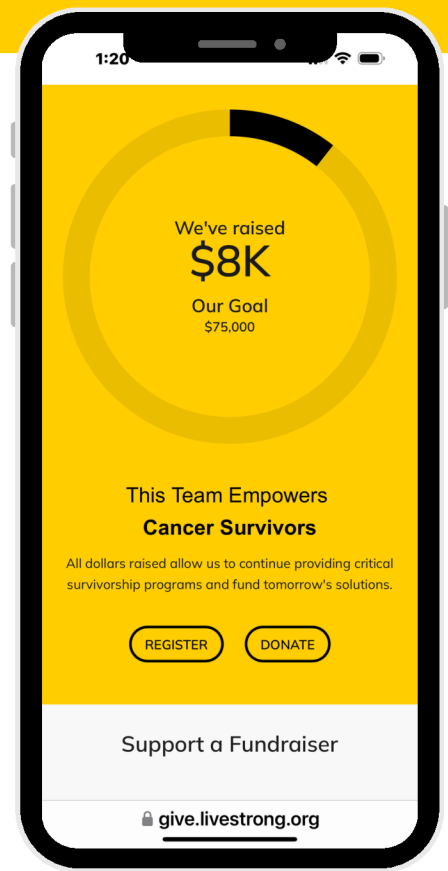 1:20
We've raised
$8K
Our Goal
$75,000
This Team Empowers
Cancer Survivors
All dollars raised allow us to continue providing critical
survivorship programs and fund tomorrow's solutions.
REGISTER DONATE
Support a Fundraiser
give.livestrong.org